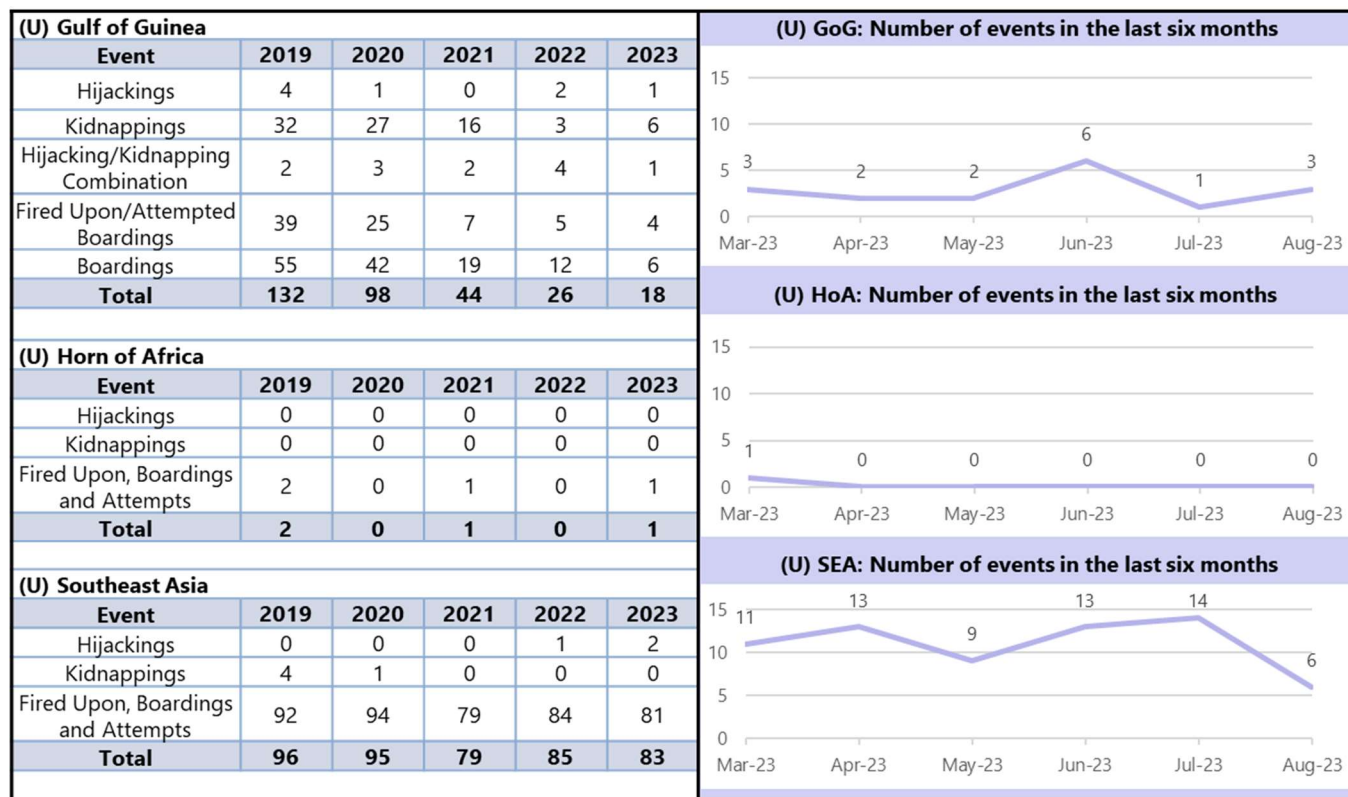 (U) Gulf of Guinea
Event 2019 2020 2021 2022 2023
Hijackings 4 1 0 2 1
Kidnappings 32 27 16 3 6
Hijacking/Kidnapping
Combination 2 3 2 4 1
Fired Upon/Attempted
Boardings 39 25 7 5 4
Boardings 55 42 19 12 6
Total 132 98 44 26 18
(U) Horn of Africa
Event 2019 2020 2021 2022 2023
Hijackings 0 0 0 0 0
Kidnappings 0 0 0 0 0
Fired Upon, Boardings
and Attempts 2 0 1 0 1
Total 2 0 1 0 1
(U) Southeast Asia
Event 2019 2020 2021 2022 2023
Hijackings 0 0 0 1 2
Kidnappings 4 1 0 0 0
Fired Upon, Boardings
and Attempts 92 94 79 84 81
Total 96 95 79 85 83
(U) GoG: Number of events in the last six months
15
10
5
0
3 2 2 6 1 3
Mar-23 Apr-23 May-23 Jun-23 Jul-23 Aug-23
(U) HoA: Number of events in the last six months
15
10
5
0
1 0 0 0 0 0
Mar-23 Apr-23 May-23 Jun-23 Jul-23 Aug-23
(U) SEA: Number of events in the last six months
15
10
5
0
11 13 9 13 14 6
Mar-23 Apr-23 May-23 Jun-23 Jul-23 Aug-23